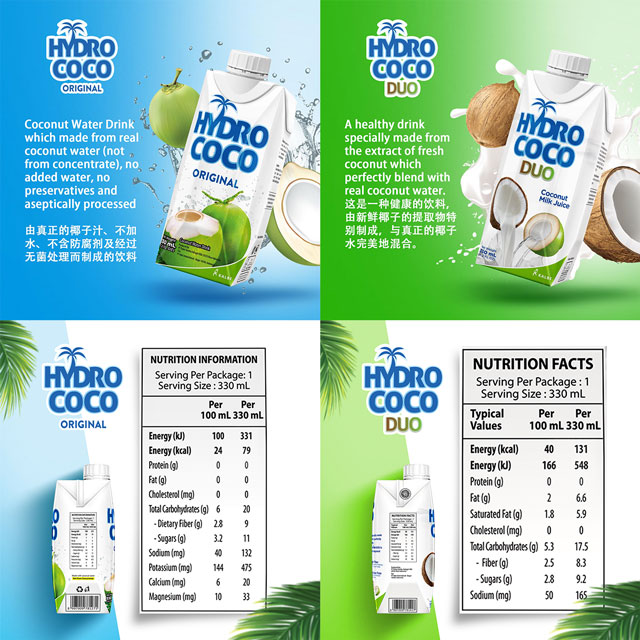 HYDRO
COCO
ORIGINAL
Coconut Water Drink
which made from real
coconut water (not
from concentrate), no
added water, no
preservatives and
aseptically processed
由真正的椰子汁、不加
水、不含防腐剂及经过
无菌处理而制成的饮料
HYDRO
COCO
ORIGINAL
KALBE
HYDRO
COCO
DUO
A healthy drink
specially made from
the extract of fresh
coconut which
perfectly blend with
real coconut water.
这是一种健康的饮料,
由新鲜椰子的提取物特
别制成，与真正的椰子
水完美地混合。
HYDRO
COCO
DUO
Coconut
Milk Juice
KALBE
HYDRO
COCO
ORIGINAL
NUTRITION INFORMATION
Serving Per Package: 1
Serving Size : 330 mL
Per 100 mL Per 330 mL
Energy (kJ) 100 331
Energy (kcal) 24 79
Protein (g) 0 0
Fat (g) 0 0
Cholesterol (mg) 0 0
Total Carbohydrates (g) 6 20
- Dietary Fiber (g) 2.8 9
- Sugars (g) 3.2 11
Sodium (mg) 40 132
Potassium (mg) 144 475
Calcium (mg) 6 20
Magnesium (mg) 10 33
HYDRO
COCO
DUO
NUTRITION FACTS
Serving Per Package : 1
Serving Size : 330 mL
Typical Values Per 100 mL Per 330 mL
Energy (kcal) 40 131
Energy (kJ) 166 548
Protein (g) 0 0
Fat (g) 2 6.6
Saturated Fat (g) 1.8 5.9
Cholesterol (mg) 0 0
Total Carbohydrates (g) 5.3 17.5
- Fiber (g) 2.5 8.3
- Sugars (g) 2.8 9.2
Sodium (mg) 50 165